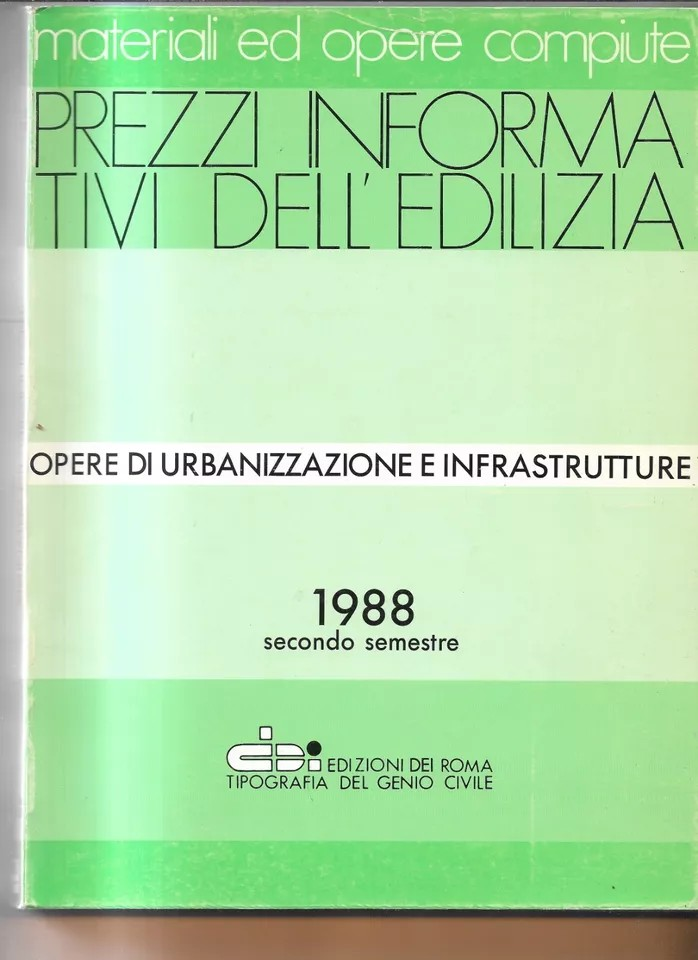 materiali ed opere compiute
PREZZI INFORMA
TIVI DELL'EDILIZIA
OPERE DI URBANIZZAZIONE E INFRASTRUTTURE
1988
secondo semestre
dei EDIZIONI DEI ROMA
TIPOGRAFIA DEL GENIO CIVILE